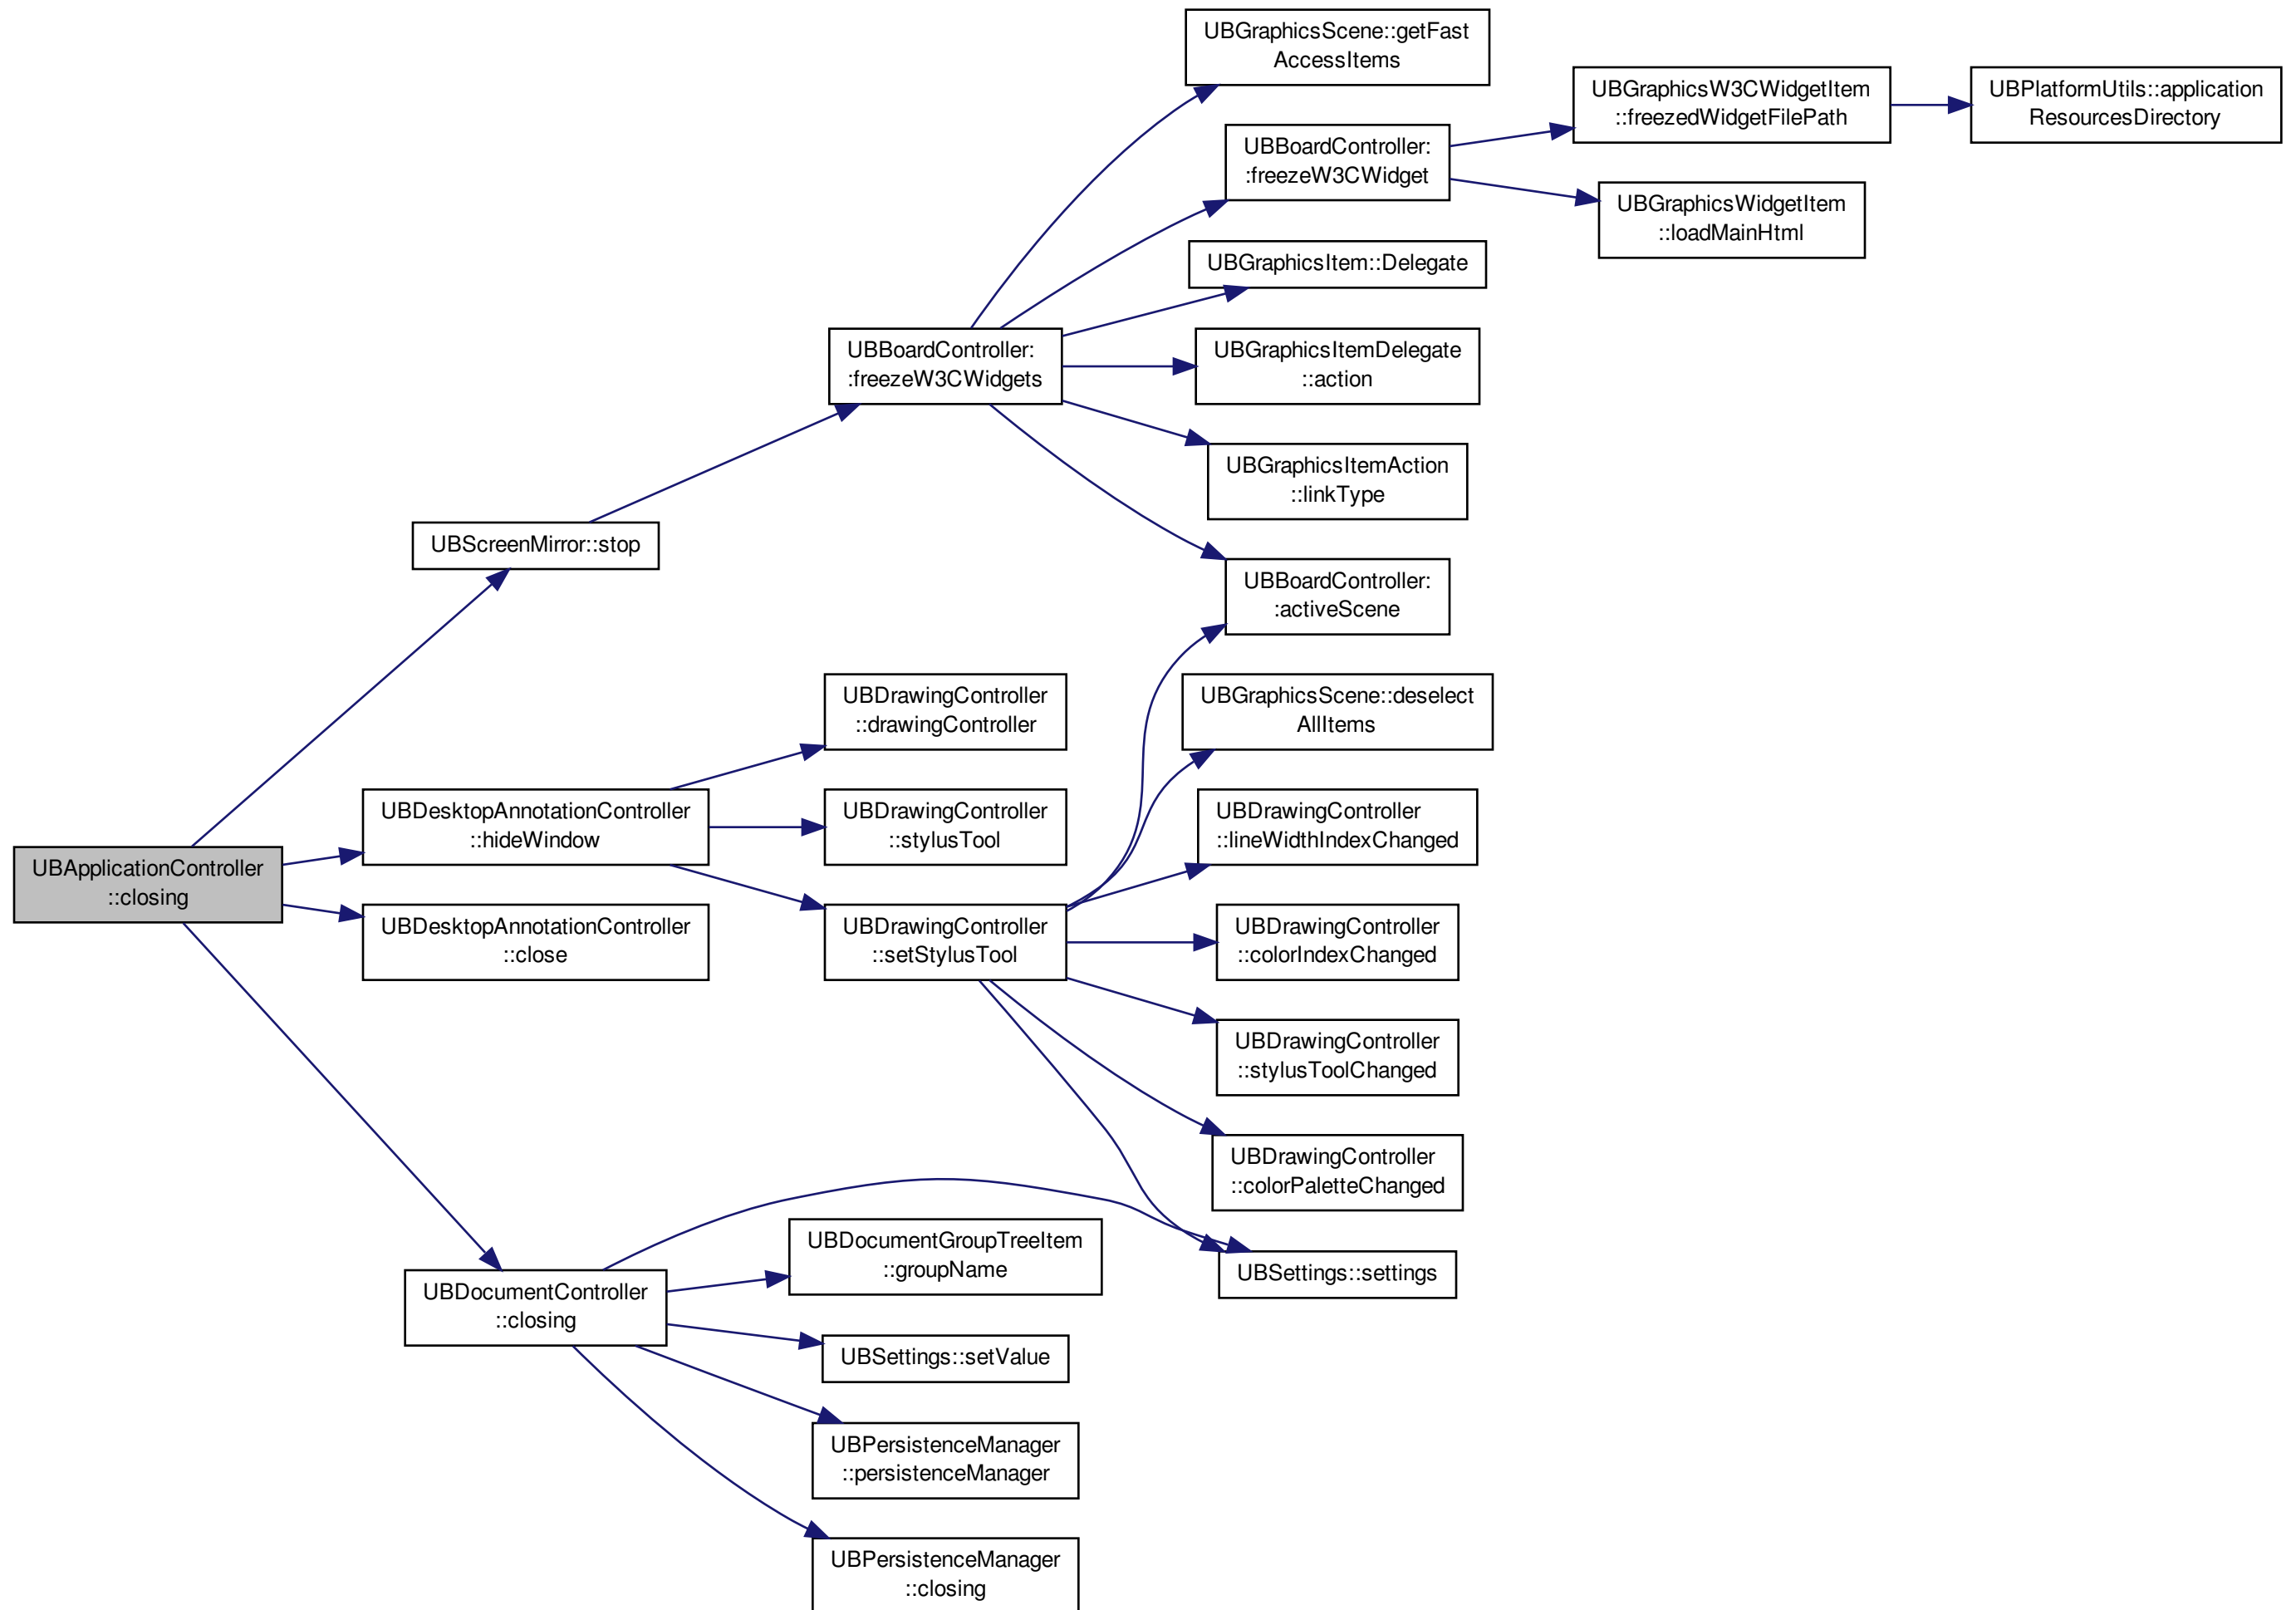 UBGraphicsScene::getFast
AccessItems
UBGraphicsW3CWidgetItem
::freezedWidgetFilePath
UBPlatformUtils::application
ResourcesDirectory
UBBoardController:
:freezeW3CWidget
UBGraphicsWidgetItem
::loadMainHtml
UBGraphicsItem::Delegate
UBBoardController:
:freezeW3CWidgets
UBGraphicsItemDelegate
::action
UBGraphicsItemAction
::linkType
UBScreenMirror::stop
UBBoardController:
:activeScene
UBDrawingController
::drawingController
UBGraphicsScene::deselect
AllItems
UBDesktopAnnotationController
::hideWindow
UBDrawingController
::stylusTool
UBDrawingController
::lineWidthIndexChanged
UBApplicationController
::closing
UBDesktopAnnotationController
::close
UBDrawingController
::setStylusTool
UBDrawingController
::colorIndexChanged
UBDrawingController
::stylusToolChanged
UBDrawingController
::colorPaletteChanged
UBDocumentGroupTreeItem
::groupName
UBSettings::settings
UBDocumentController
::closing
UBSettings::setValue
UBPersistenceManager
::persistenceManager
UBPersistenceManager
::closing